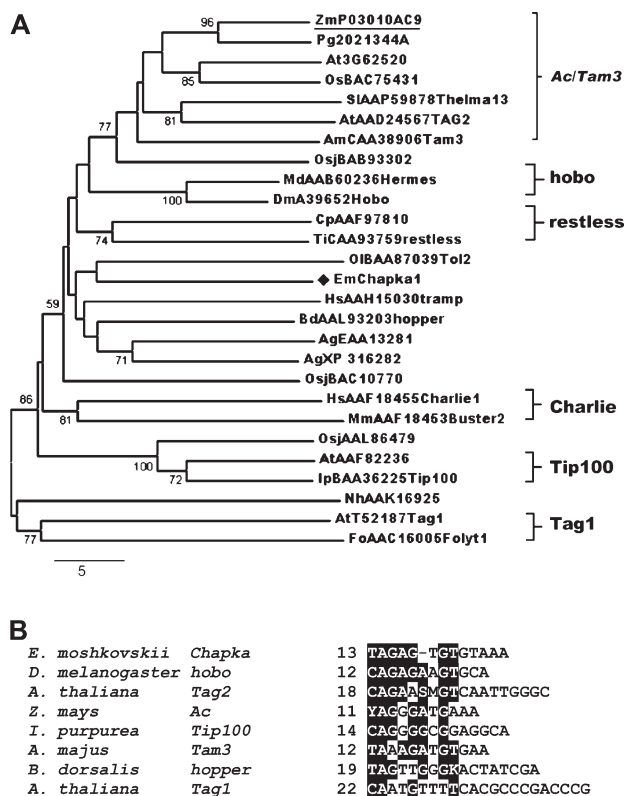 A
96 ZmP03010AC9
Pg2021344A
Ac/Tam3
At3G62520
85 OsBAC75431
SlAAP59878Thelma13
81 AtAAD24567TAG2
77
AmCAA38906Tam3
OsjBAB93302
MdAAB60236Hermes
hobo
100 DmA39652Hobo
CpAAF97810
restless
74 TiCAA93759restless
OlBAA87039Tol2
◆ EmChapka1
59 HsAAH15030tramp
BdAAL93203hopper
AgEAA13281
71 AgXP 316282
OsjBAC10770
86 HsAAF18455Charlie1
Charlie
81 MmAAF18453Buster2
OsjAAL86479
100 AtAAF82236
Tip100
72 IpBAA36225Tip100
NhAAK16925
AtT52187Tag1
Tag1
77 FoAAC16005Folyt1
5
B
E. moshkovskii Chapka 13 TAGAG-TGTGTAAA
D. melanogaster hobo 12 CAGAGAAGTGCA
A. thaliana Tag2 18 CAGAASMGTCAATTGGGC
Z. mays Ac 11 YAGGGATGAAA
I. purpurea Tip100 14 CAGGGGCGGAGGCA
A. majus Tam3 12 TAAAGATGTGAA
B. dorsalis hopper 19 TAGTTGGGKACTATCGA
A. thaliana Tag1 22 CAATGTTTTCACGCCCGACCCG